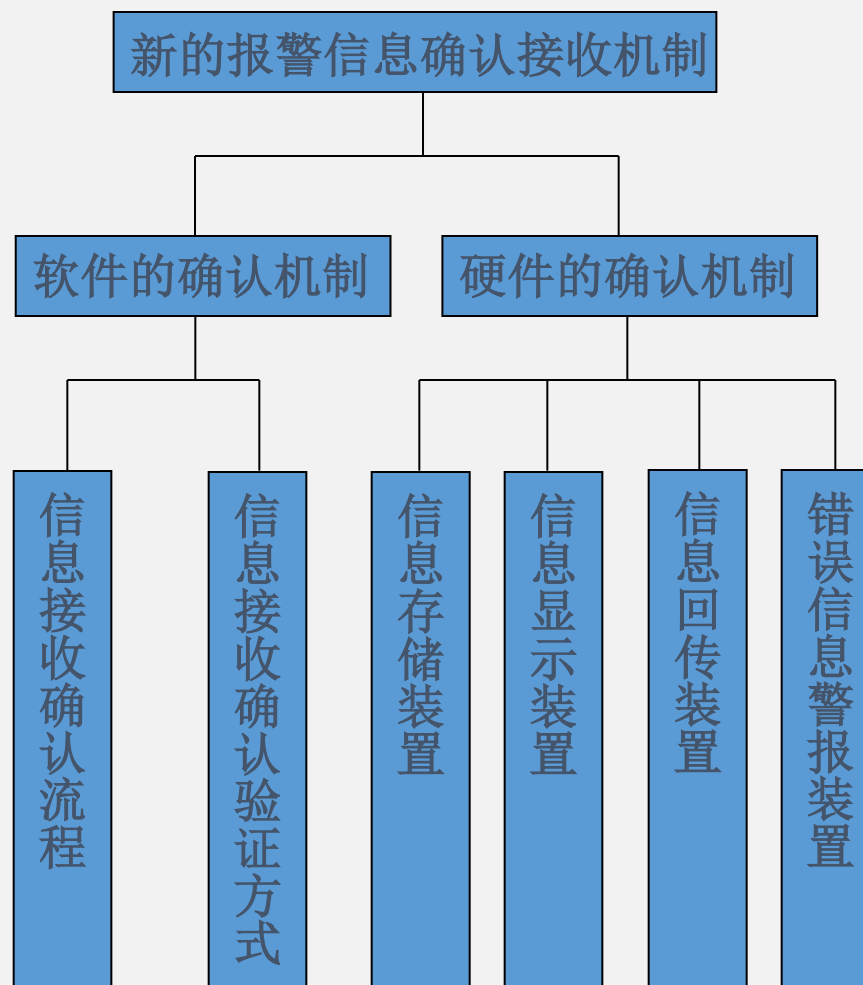 新的报警信息确认接收机制
软件的确认机制
硬件的确认机制
信息接收确认流程
信息接收确认验证方式
信息存储装置
信息显示装置
信息回传装置
错误信息警报装置